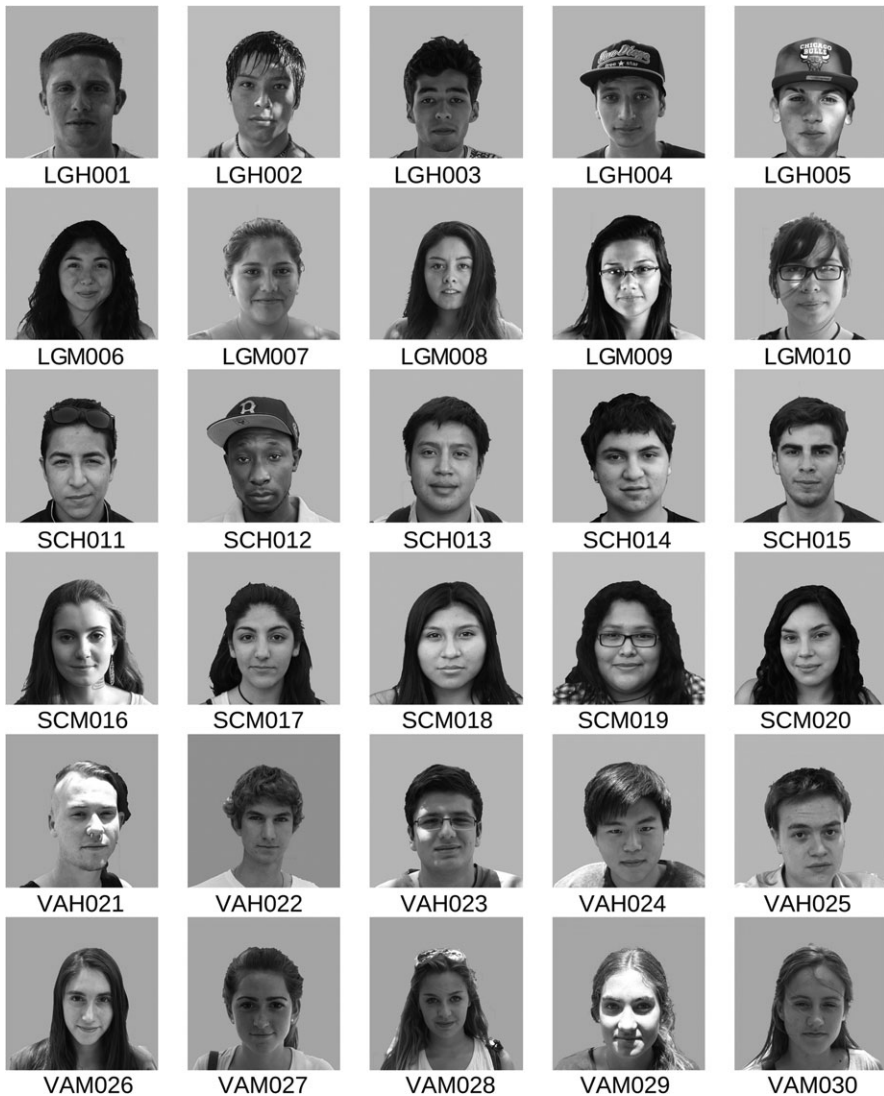 CHICAGO
BULLS
LGH001 LGH002 LGH003 LGH004 LGH005
LGM006 LGM007 LGM008 LGM009 LGM010
SCH011 SCH012 SCH013 SCH014 SCH015
SCM016 SCM017 SCM018 SCM019 SCM020
VAH021 VAH022 VAH023 VAH024 VAH025
VAM026 VAM027 VAM028 VAM029 VAM030